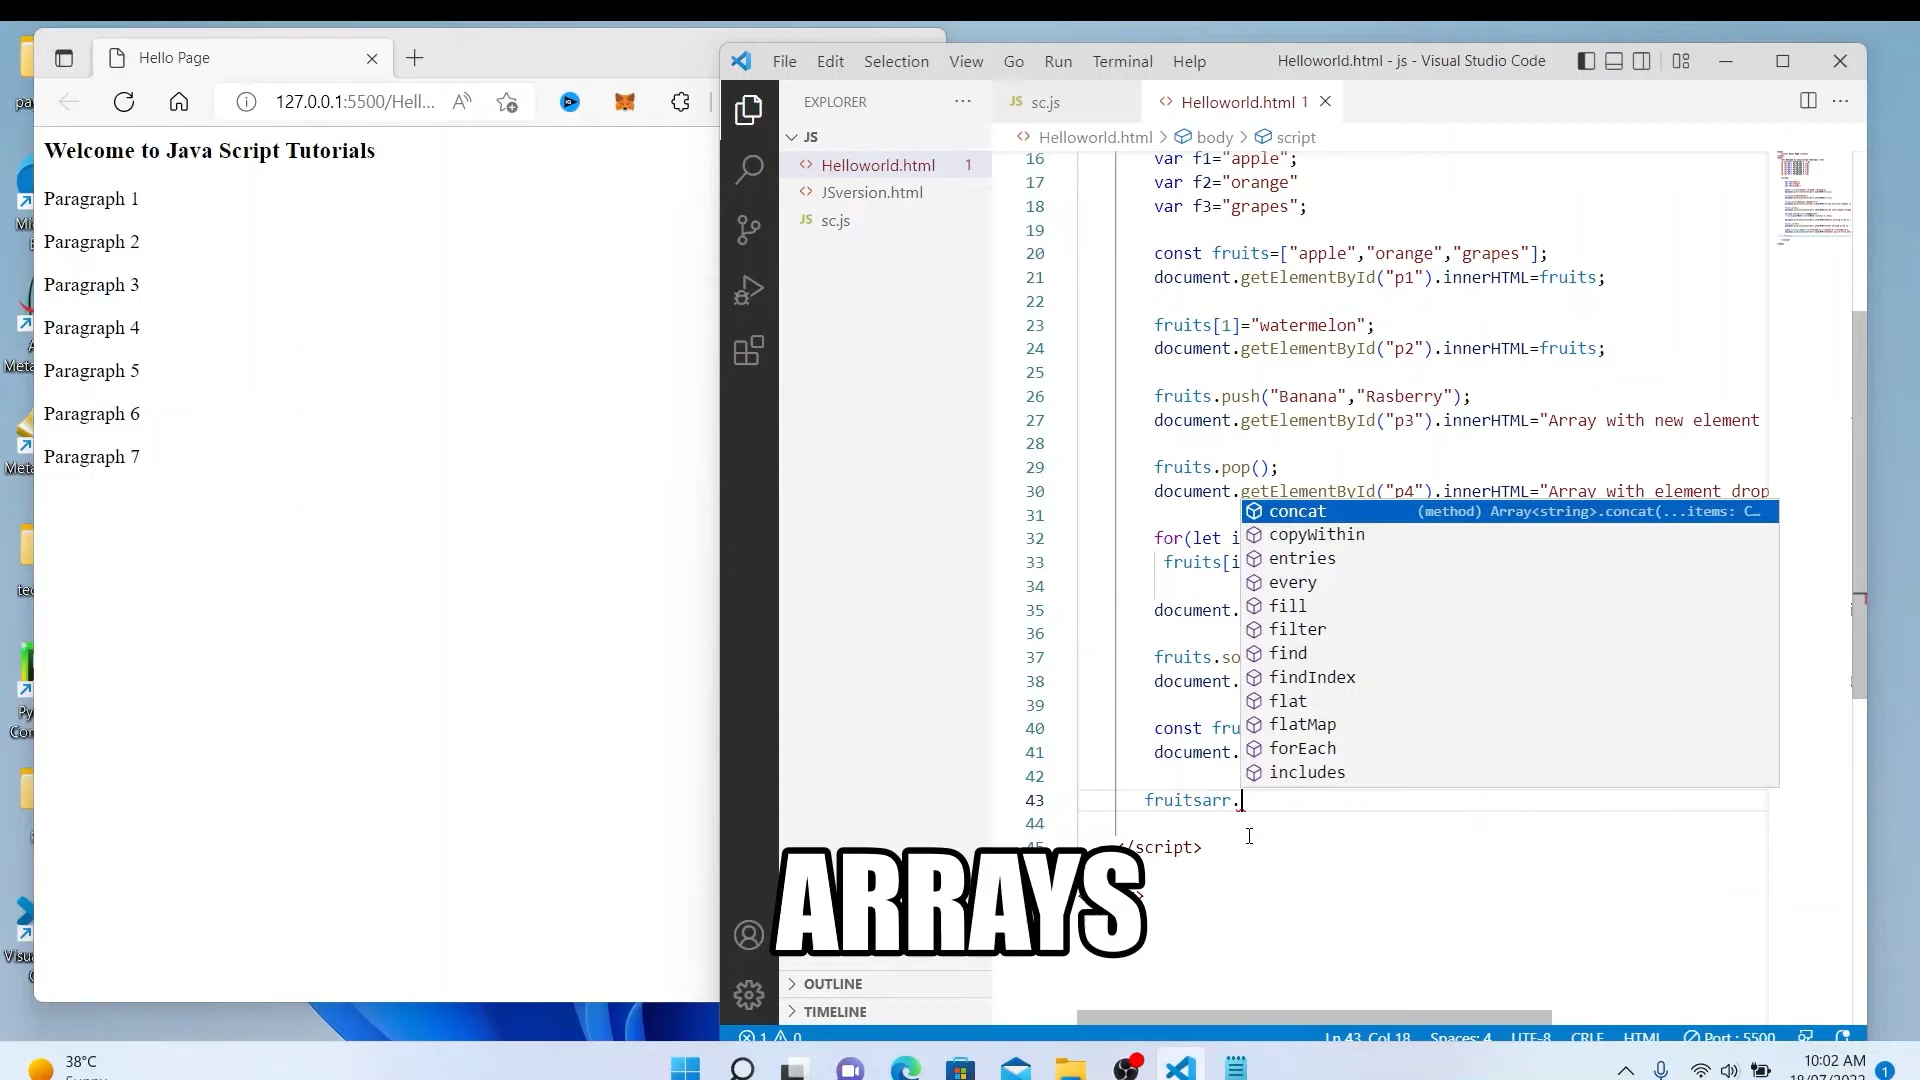 Hello Page
127.0.0.1:5500/Hell...
Welcome to Java Script Tutorials
Paragraph 1
Paragraph 2
Paragraph 3
Paragraph 4
Paragraph 5
Paragraph 6
Paragraph 7
File Edit Selection View Go Run Terminal Help
Helloworld.html - js - Visual Studio Code
EXPLORER
JS
Helloworld.html 1
JSversion.html
JS sc.js
OUTLINE
TIMELINE
JS sc.js
Helloworld.html 1
Helloworld.html > body > script
16 var f1="apple";
17 var f2="orange"
18 var f3="grapes";
19
20 const fruits=["apple","orange","grapes"];
21 document.getElementById("p1").innerHTML=fruits;
22
23 fruits[1]="watermelon";
24 document.getElementById("p2").innerHTML=fruits;
25
26 fruits.push("Banana","Rasberry");
27 document.getElementById("p3").innerHTML="Array with new element
28
29 fruits.pop();
30 document.getElementById("p4").innerHTML="Array with element drop
31
32 for(let i
33 fruits[i
34
35 document.
36
37 fruits.so
38 document.
39
40 const fru
41 document.
42
43 fruitsarr.
44
45 </script>
concat (method) Array<string>.concat(...items: C...
copyWithin
entries
every
fill
filter
find
findIndex
flat
flatMap
forEach
includes
ARRAYS
Ln 43, Col 18 Spaces: 4 UTF-8 CRLF HTML Port : 5500
38°C
Sunny
10:02 AM